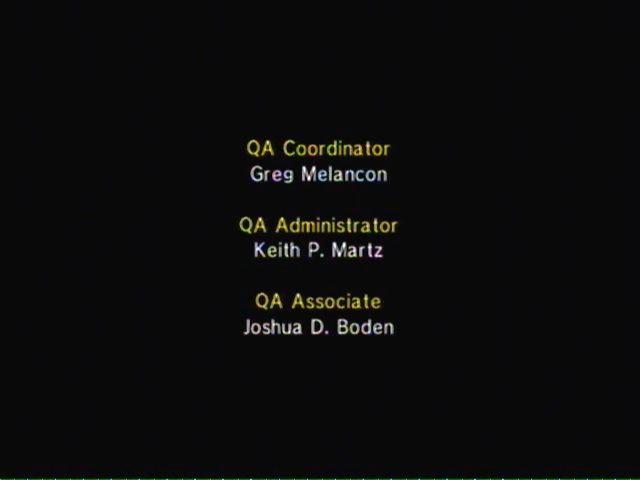 QA Coordinator
Greg Melancon
QA Administrator
Keith P. Martz
QA Associate
Joshua D. Boden